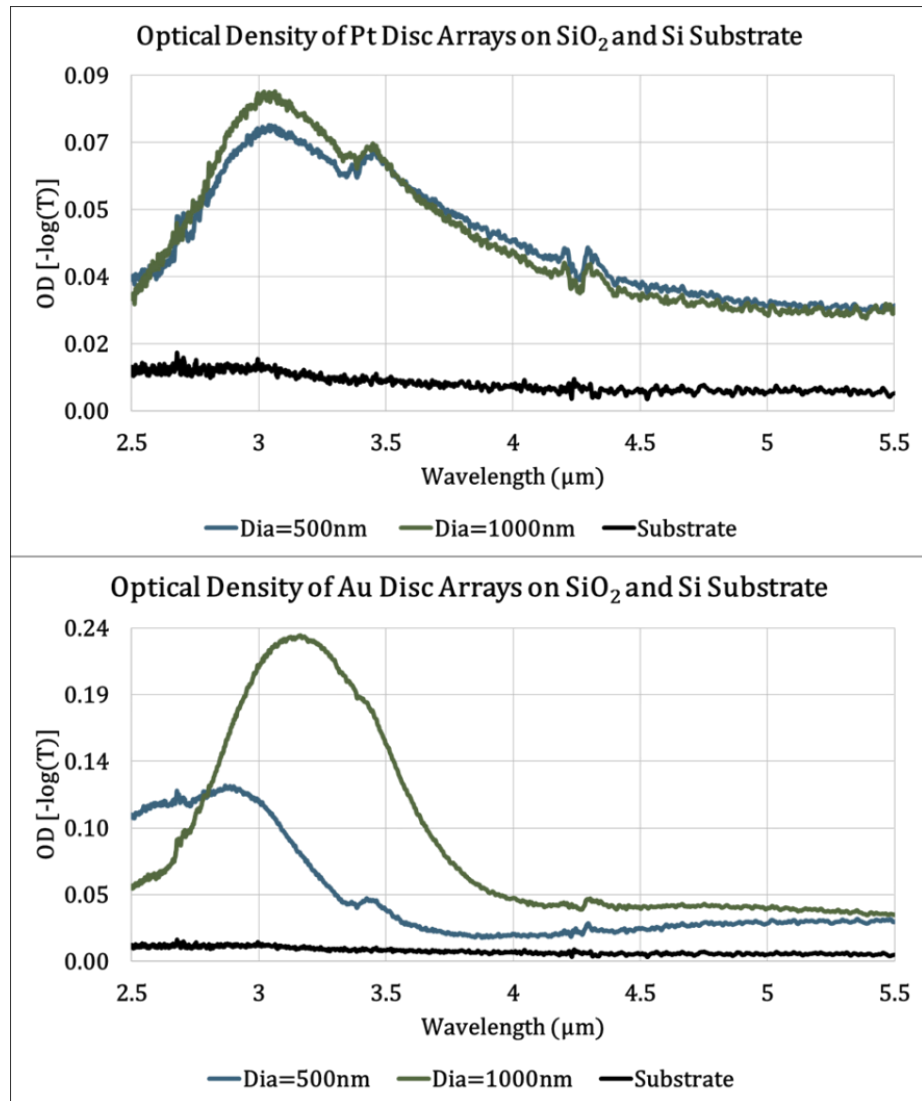 Optical Density of Pt Disc Arrays on SiO₂ and Si Substrate
0.09
0.07
0.05
0.04
0.02
0.00
OD [-log(T)]
2.5 3 3.5 4 4.5 5 5.5
Wavelength (μm)
Dia=500nm Dia=1000nm Substrate
Optical Density of Au Disc Arrays on SiO₂ and Si Substrate
0.24
0.19
0.14
0.10
0.05
0.00
OD [-log(T)]
2.5 3 3.5 4 4.5 5 5.5
Wavelength (μm)
Dia=500nm Dia=1000nm Substrate